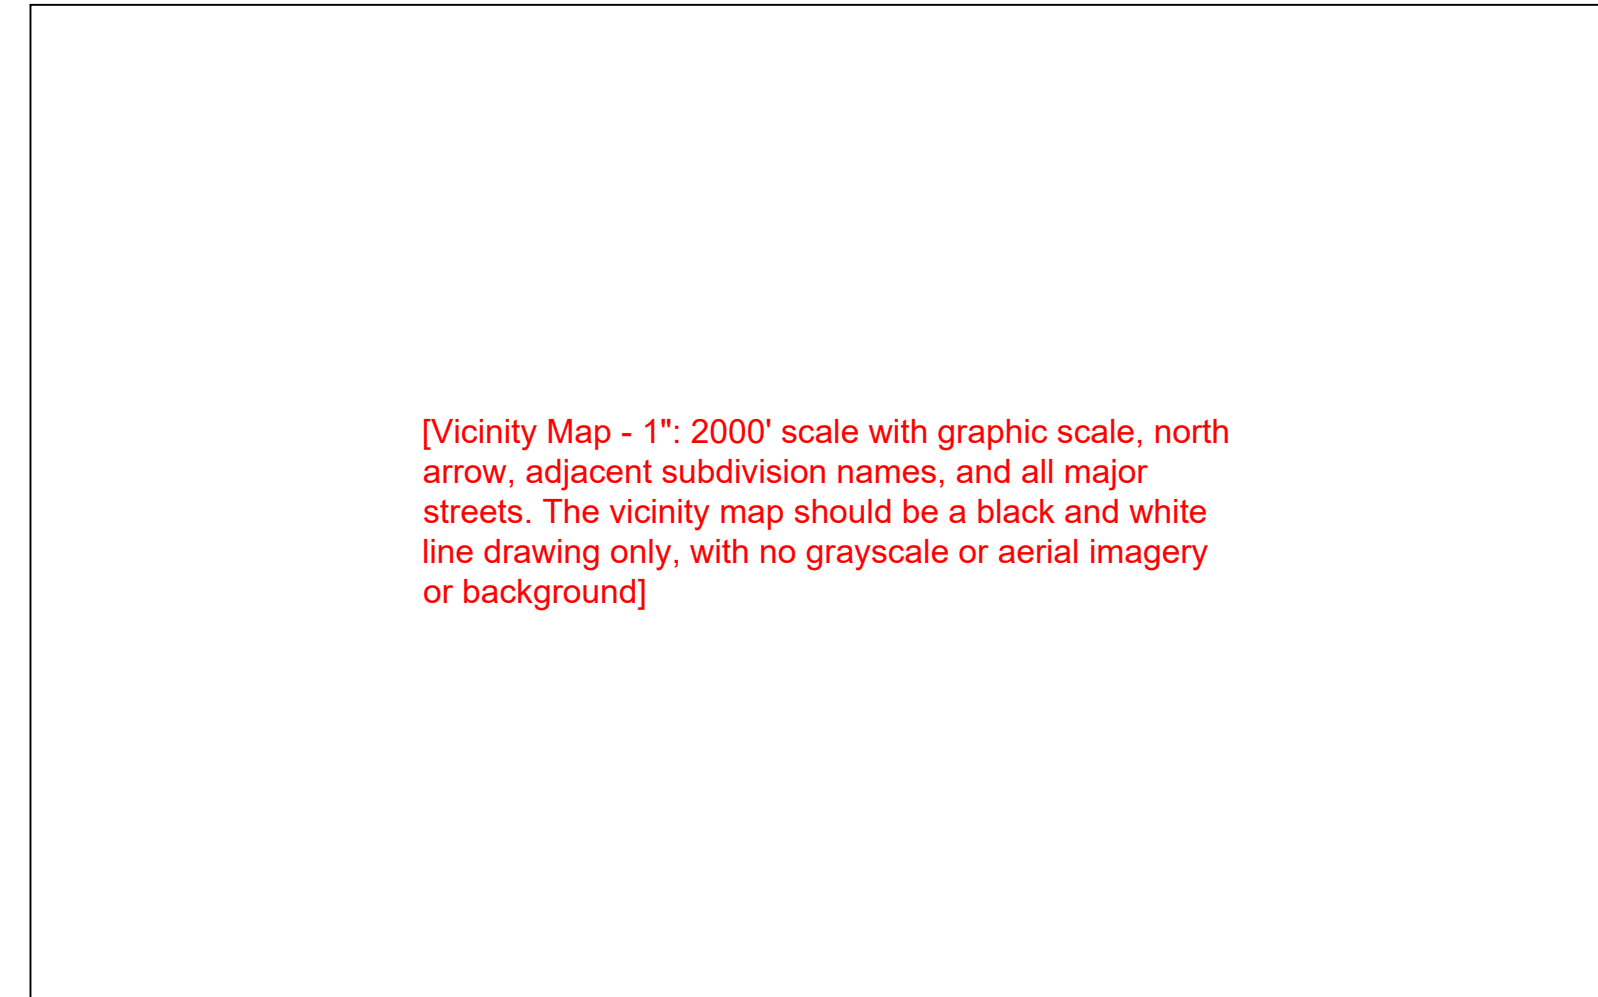 [Vicinity Map - 1": 2000' scale with graphic scale, north
arrow, adjacent subdivision names, and all major
streets. The vicinity map should be a black and white
line drawing only, with no grayscale or aerial imagery
or background]